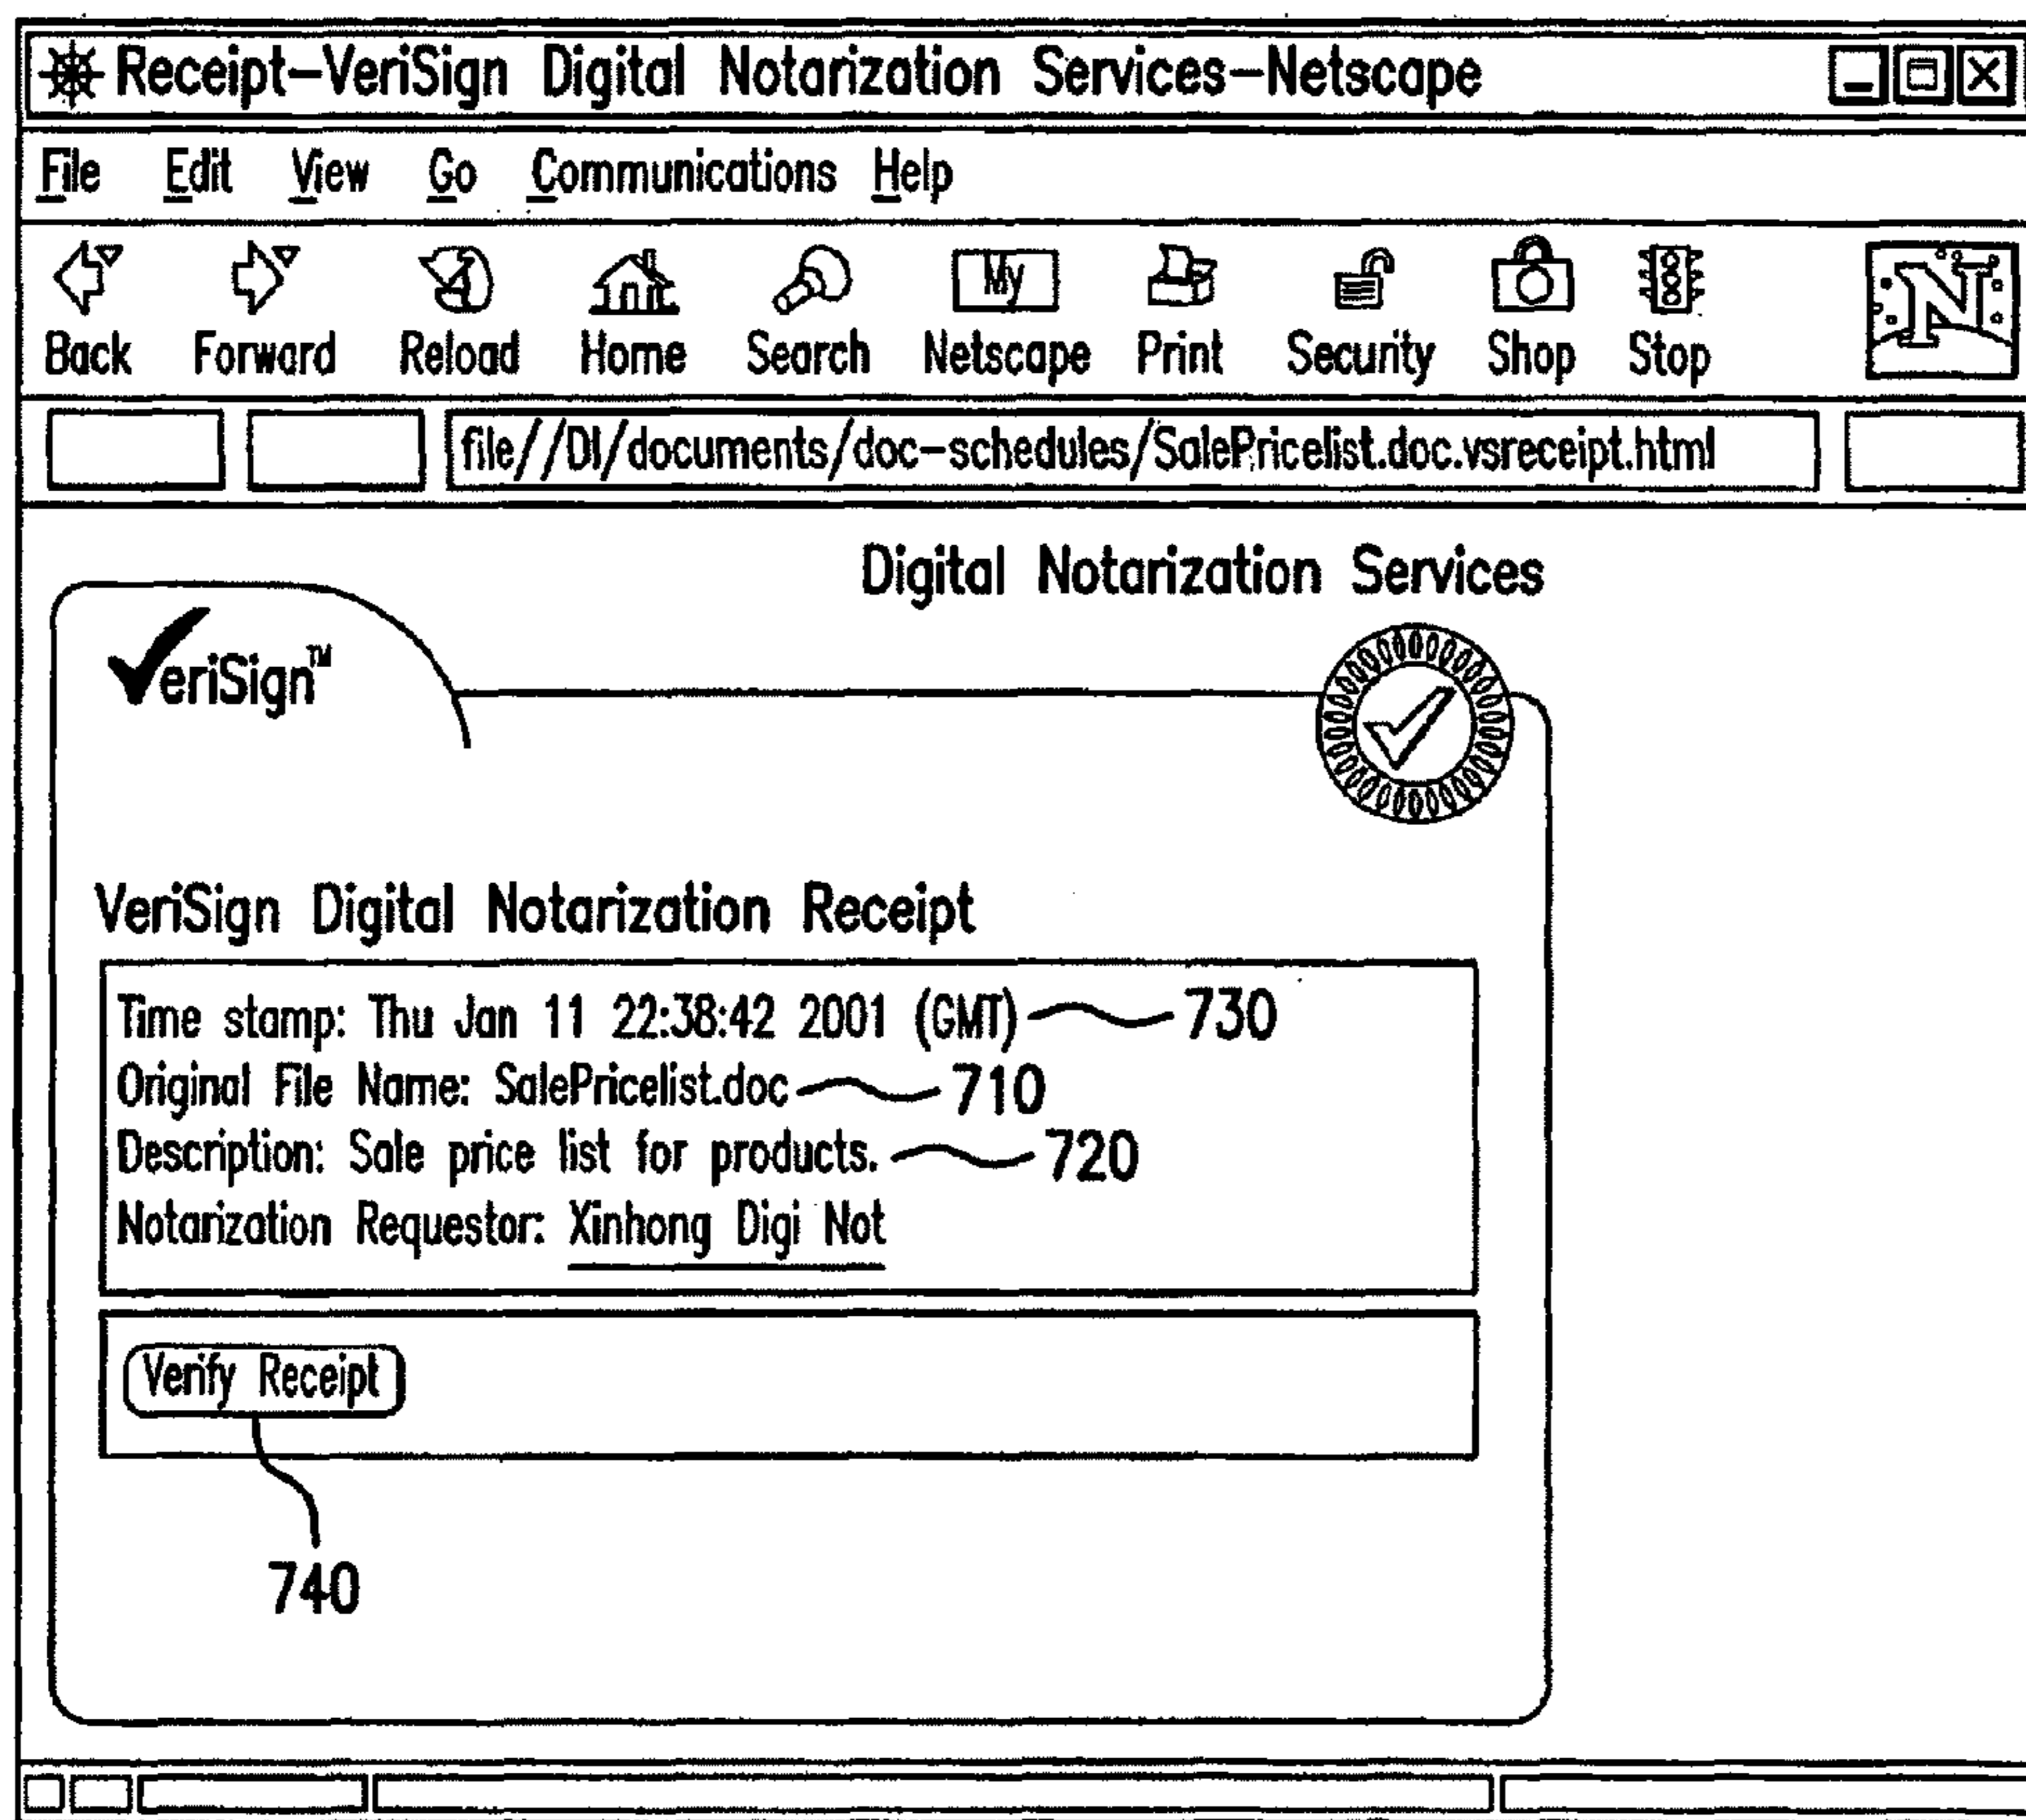 Receipt-VeriSign Digital Notarization Services-Netscape
File Edit View Go Communications Help
My
N
Back Forward Reload Home Search Netscape Print Security Shop Stop
file//DI/documents/doc-schedules/SalePricelist.doc.vsreceipt.html
Digital Notarization Services
VeriSign™
VeriSign Digital Notarization Receipt
Time stamp: Thu Jan 11 22:38:42 2001 (GMT) 730
Original File Name: SalePricelist.doc 710
Description: Sale price list for products. 720
Notarization Requestor: Xinhong Digi Not
Verify Receipt
740